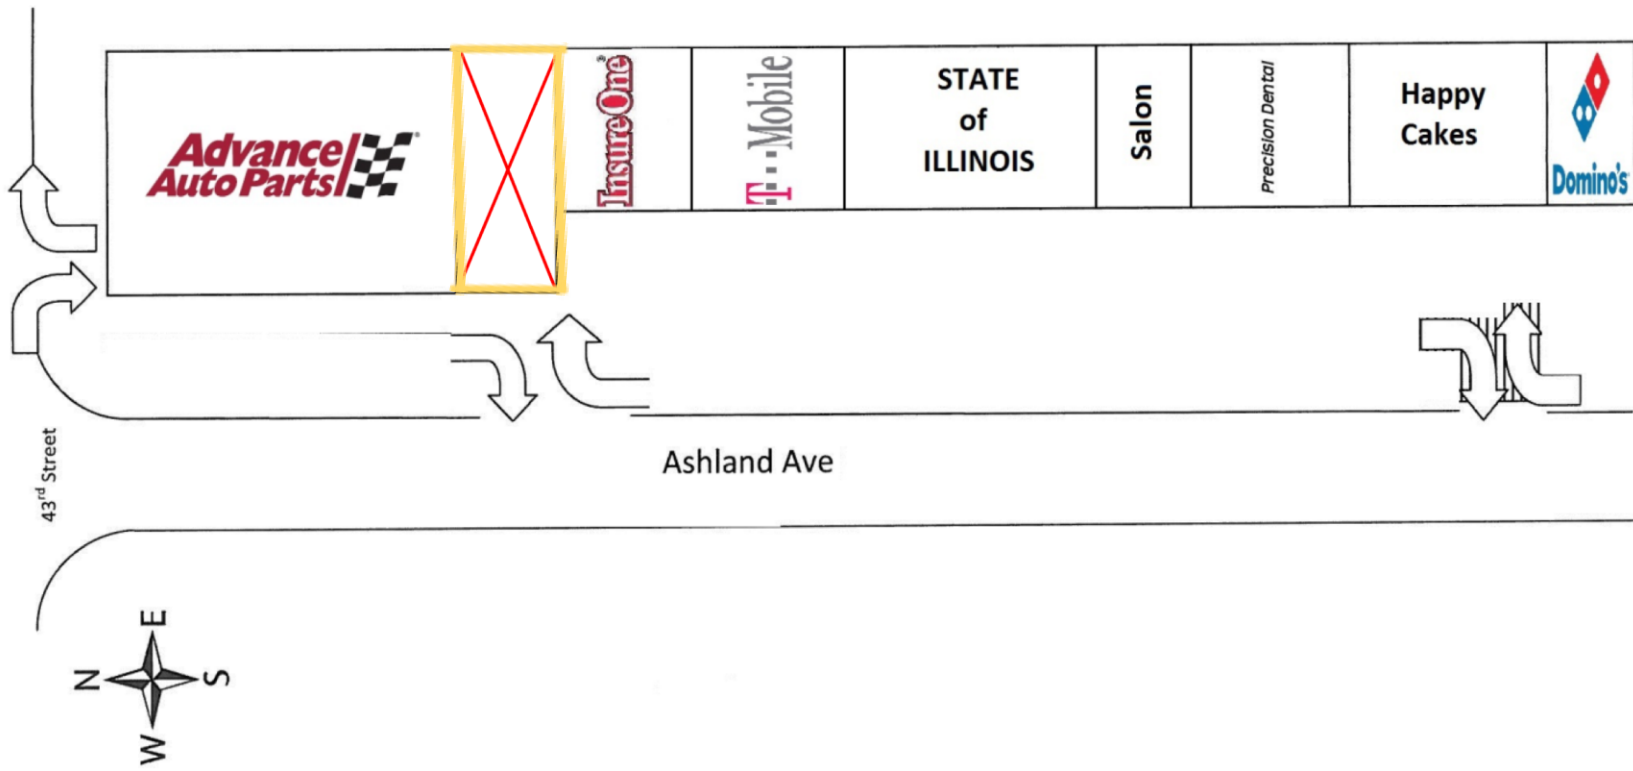 Advance
Auto Parts
InsureOne
T··Mobile
STATE
of
ILLINOIS
Salon
Precision Dental
Happy
Cakes
Domino's
43rd Street
Ashland Ave
E
N
S
W